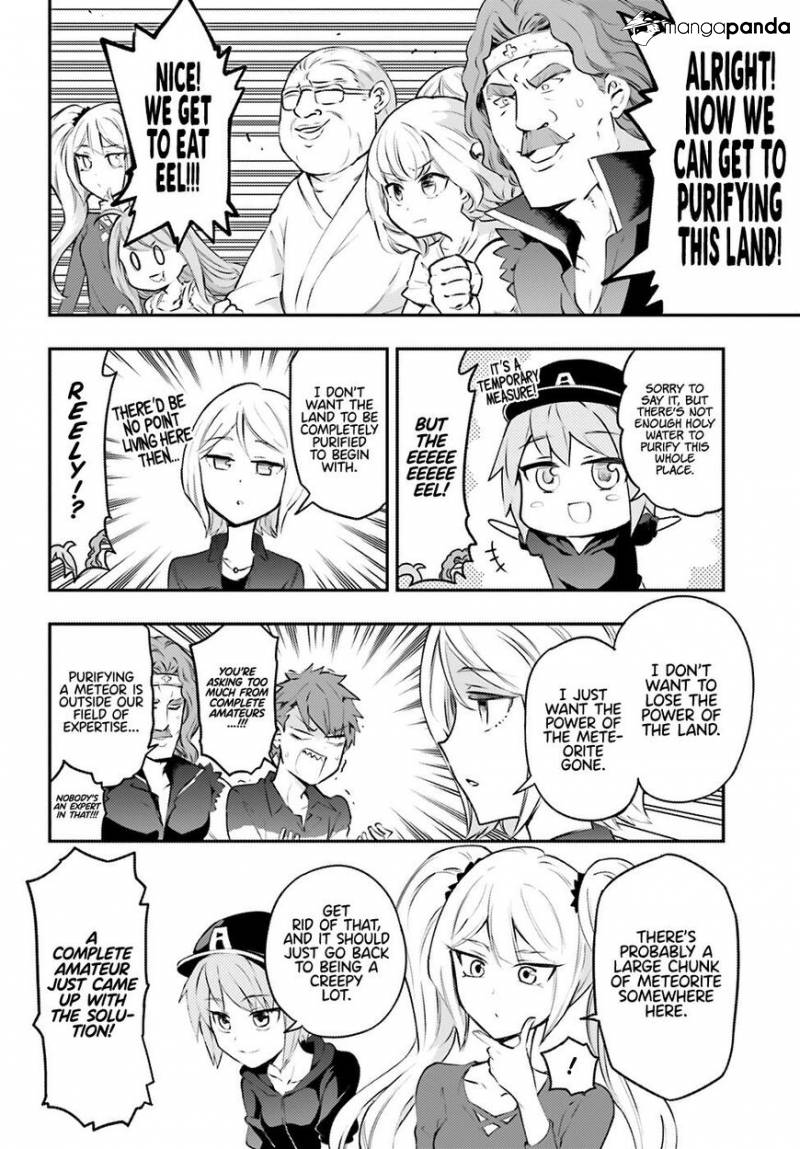 mangapanda
ALRIGHT!
NOW WE
CAN GET TO
PURIFYING
THIS LAND!
NICE!
WE GET
TO EAT
EEL!!!
SORRY TO
SAY IT, BUT
THERE'S NOT
ENOUGH HOLY
WATER TO
PURIFY THIS
WHOLE
PLACE.
IT'S A
TEMPORARY
MEASURE!
A
BUT THE
EEEEE
EEEEE
EEEEE
EEL!
I DON'T
WANT THE
LAND TO BE
COMPLETELY
PURIFIED
TO BEGIN
WITH.
THERE'D BE
NO POINT
LIVING HERE
THEN...
REELY!?
I DON'T
WANT TO
LOSE THE
POWER OF
THE LAND.
I JUST
WANT THE
POWER OF
THE METE-
ORITE
GONE.
YOU'RE
ASKING TOO
MUCH FROM
COMPLETE
AMATEURS
...!!!
PURIFYING
A METEOR IS
OUTSIDE OUR
FIELD OF
EXPERTISE...
NOBODY'S
AN EXPERT
IN THAT!!!
THERE'S
PROBABLY A
LARGE CHUNK
OF METEORITE
SOMEWHERE
HERE.
!
GET
RID OF THAT,
AND IT SHOULD
JUST GO BACK
TO BEING A
CREEPY
LOT.
A
A
COMPLETE
AMATEUR
JUST CAME
UP WITH
THE SOLU-
TION!